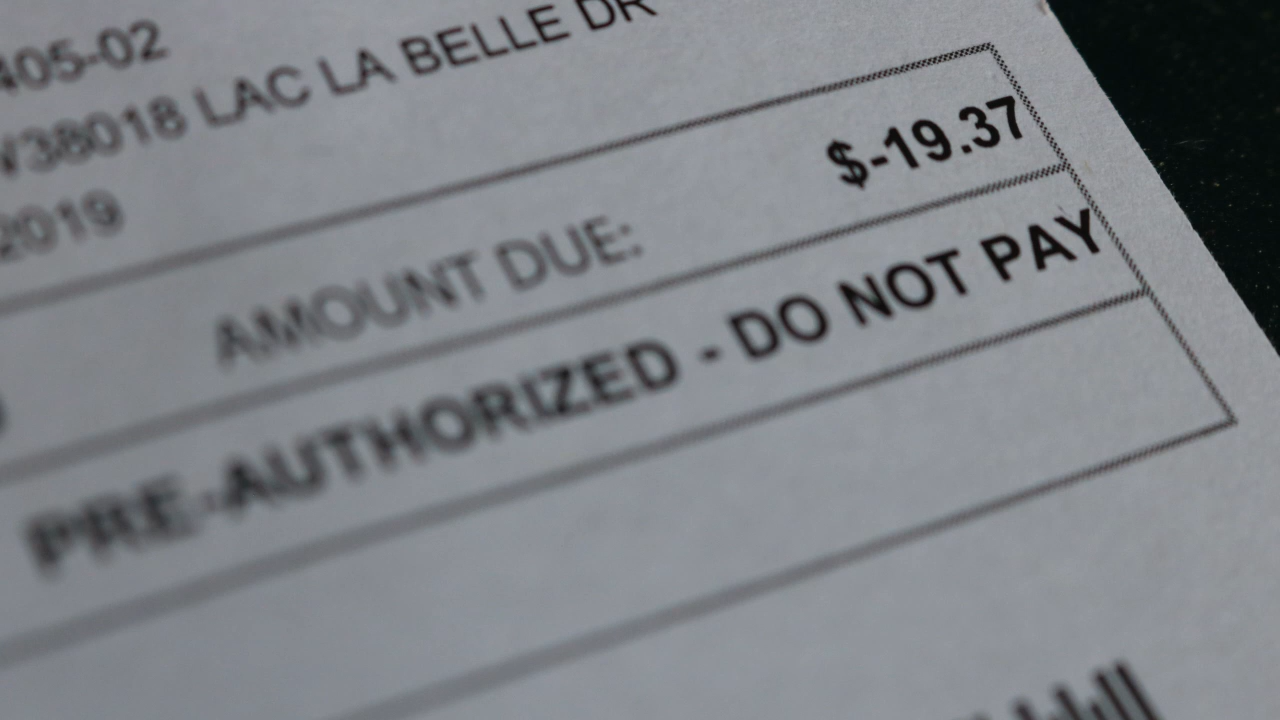 405-02
W38018 LAC LA BELLE DR
2019
AMOUNT DUE: $-19.37
PRE-AUTHORIZED - DO NOT PAY